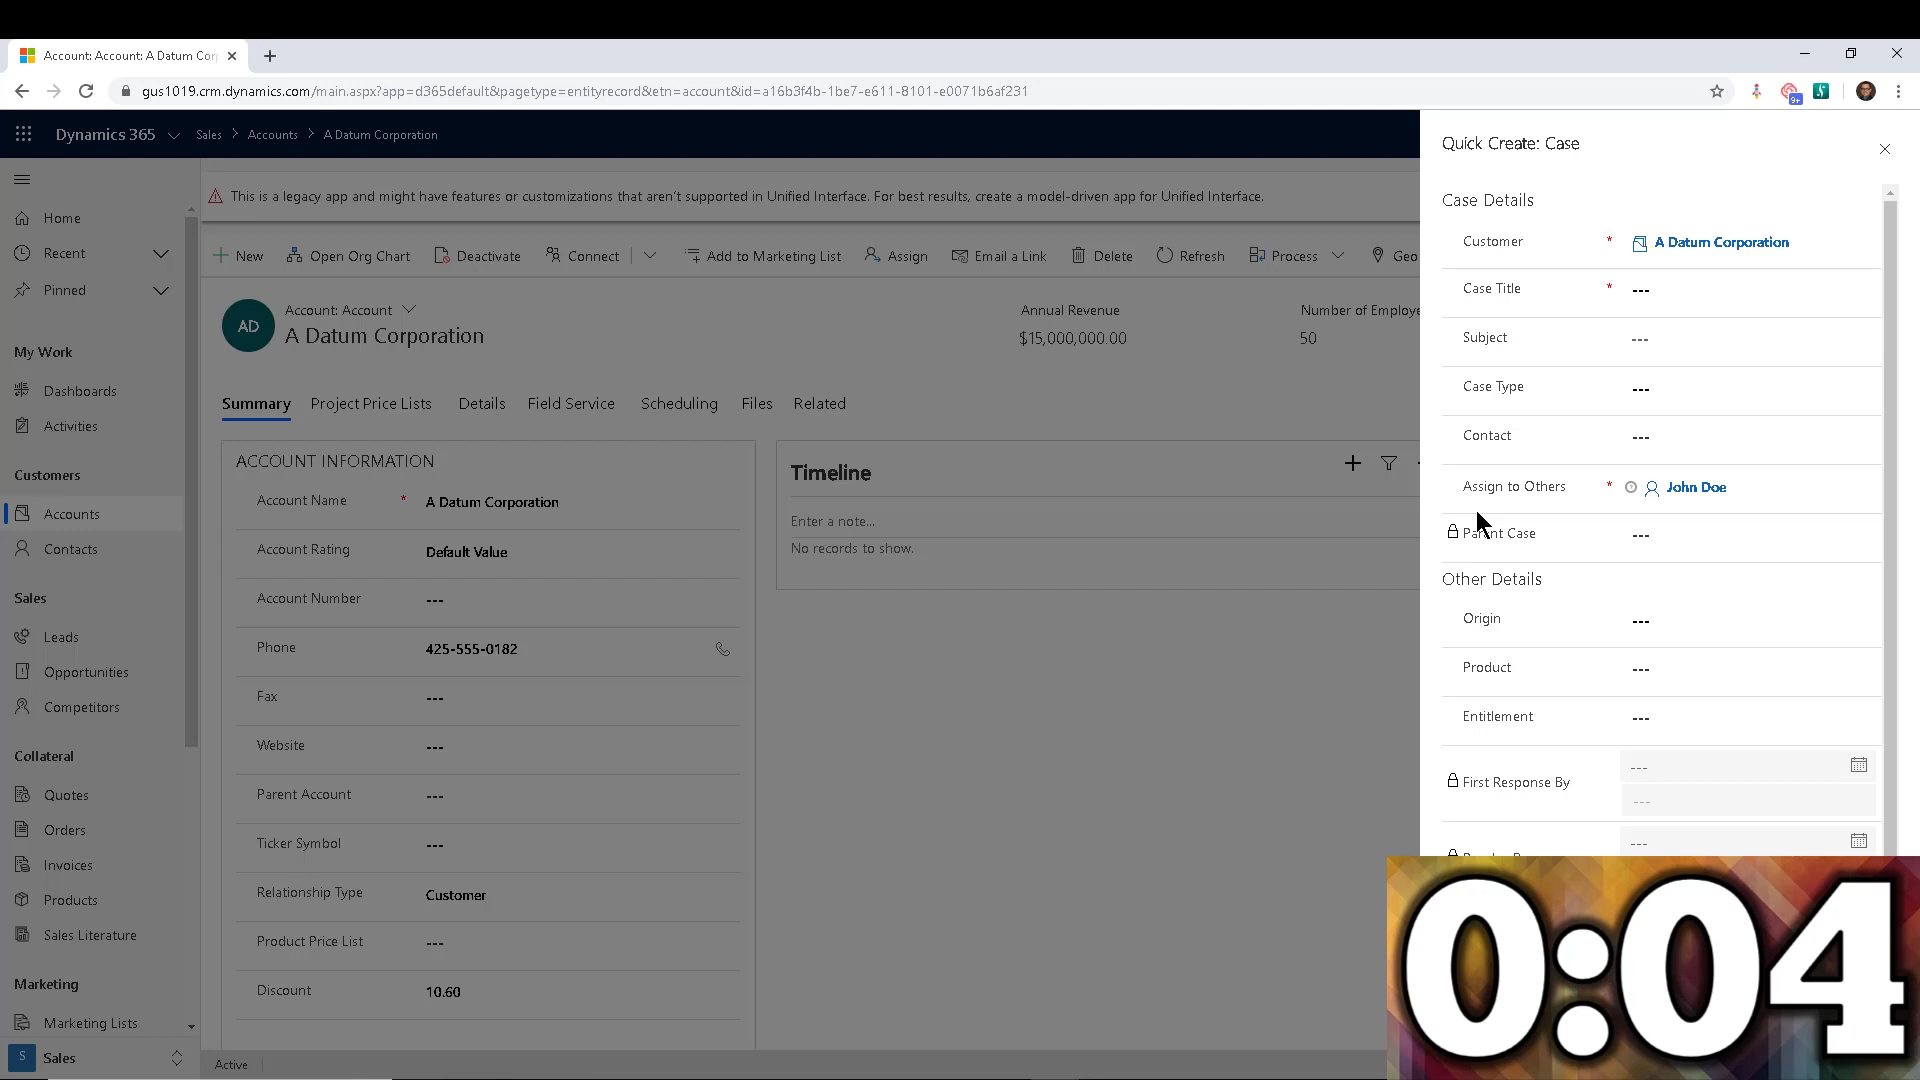 Account: Account: A Datum Cor
gus1019.crm.dynamics.com/main.aspx?app=d365default&pagetype=entityrecord&etn=account&id=a16b3f4b-1be7-e611-8101-e0071b6af231
9+
Dynamics 365
Sales > Accounts > A Datum Corporation
This is a legacy app and might have features or customizations that aren't supported in Unified Interface. For best results, create a model-driven app for Unified Interface.
Home
Recent
Pinned
My Work
Dashboards
Activities
Customers
Accounts
Contacts
Sales
Leads
Opportunities
Competitors
Collateral
Quotes
Orders
Invoices
Products
Sales Literature
Marketing
Marketing Lists
S Sales
New Open Org Chart Deactivate Connect Add to Marketing List Assign Email a Link Delete Refresh Process Geo
AD
Account: Account
A Datum Corporation
Annual Revenue
$15,000,000.00
Number of Employe
50
Summary Project Price Lists Details Field Service Scheduling Files Related
ACCOUNT INFORMATION
Account Name * A Datum Corporation
Account Rating Default Value
Account Number ---
Phone 425-555-0182
Fax ---
Website ---
Parent Account ---
Ticker Symbol ---
Relationship Type Customer
Product Price List ---
Discount 10.60
Timeline
Enter a note...
No records to show.
Active
Quick Create: Case
Case Details
Customer * A Datum Corporation
Case Title * ---
Subject ---
Case Type ---
Contact ---
Assign to Others * John Doe
Case ---
Other Details
Origin ---
Product ---
Entitlement ---
First Response By ---
---
---
0:04